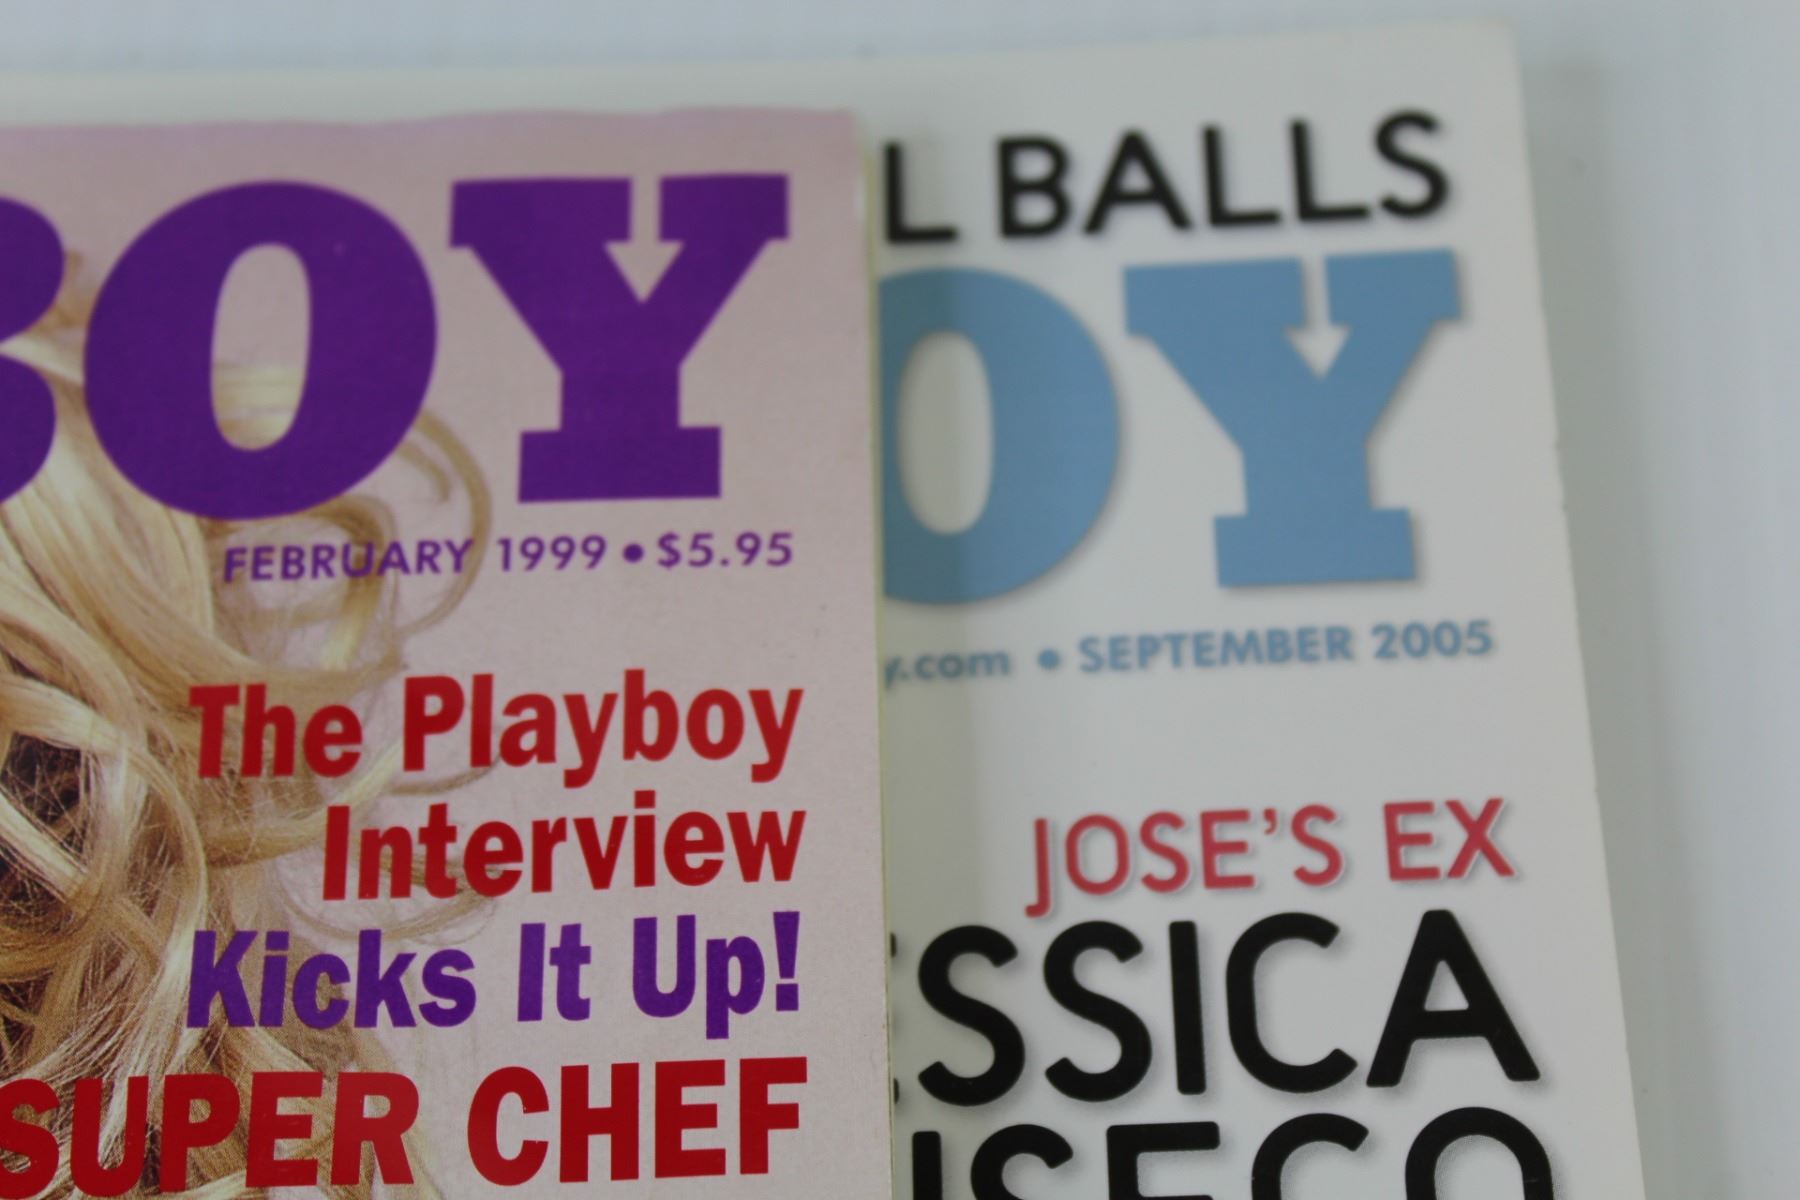 BOY
FEBRUARY 1999 • $5.95
The Playboy
Interview
Kicks It Up!
SUPER CHEF
L BALLS
OY
y.com • SEPTEMBER 2005
JOSE'S EX
SSICA
NSECO